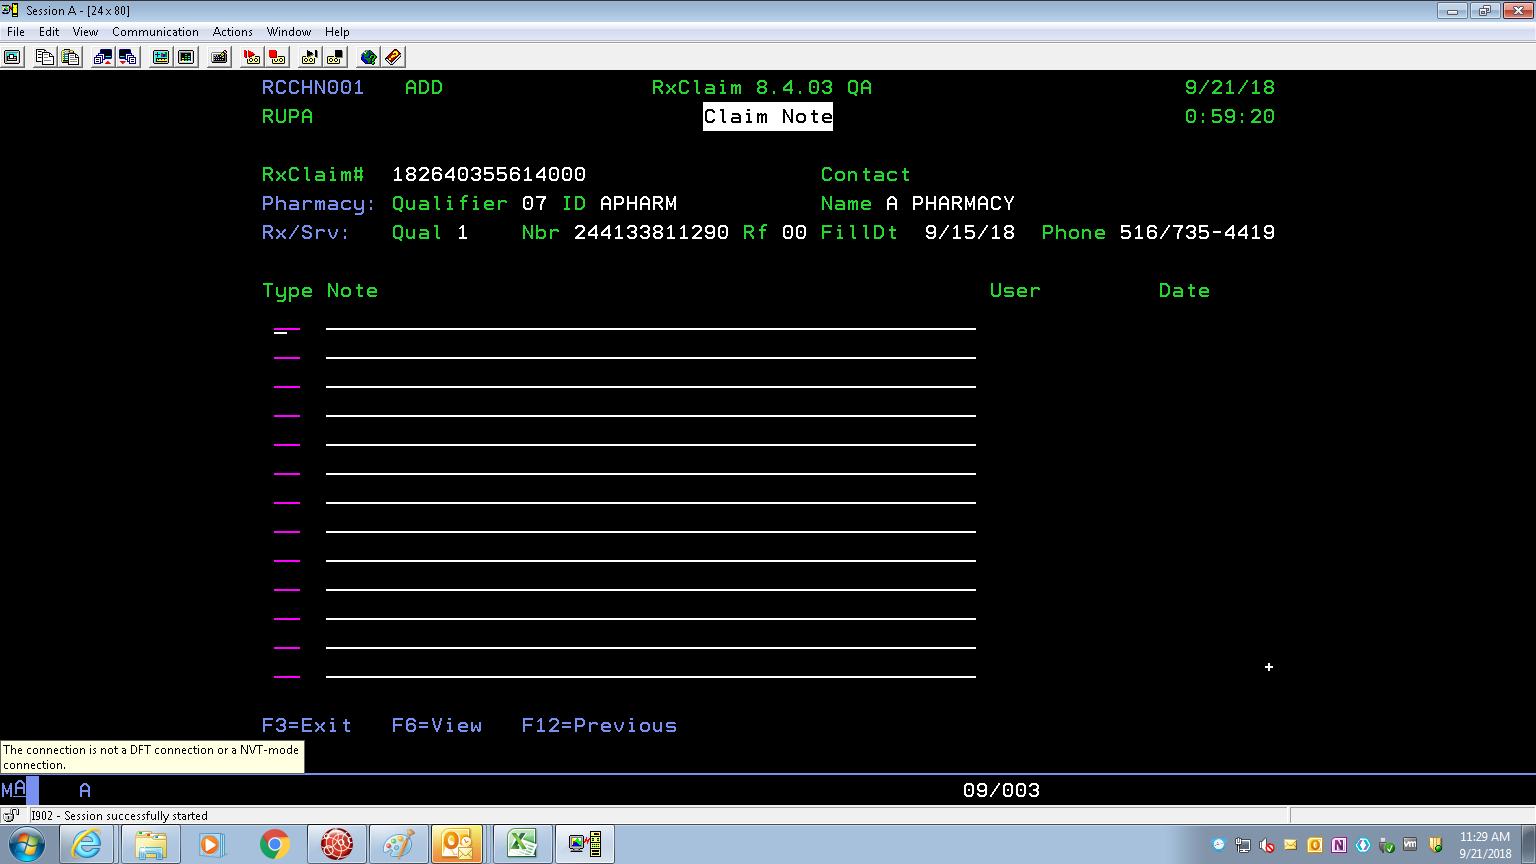 Session A - [24 x 80]
File Edit View Communication Actions Window Help
RCCHN001 ADD RxClaim 8.4.03 QA 9/21/18
RUPA Claim Note 0:59:20
RxClaim# 182640355614000 Contact
Pharmacy: Qualifier 07 ID APHARM Name A PHARMACY
Rx/Srv: Qual 1 Nbr 244133811290 Rf 00 FillDt 9/15/18 Phone 516/735-4419
Type Note User Date
F3=Exit F6=View F12=Previous
The connection is not a DFT connection or a NVT-mode
connection.
MA A 09/003
I902 - Session successfully started
11:29 AM
9/21/2018